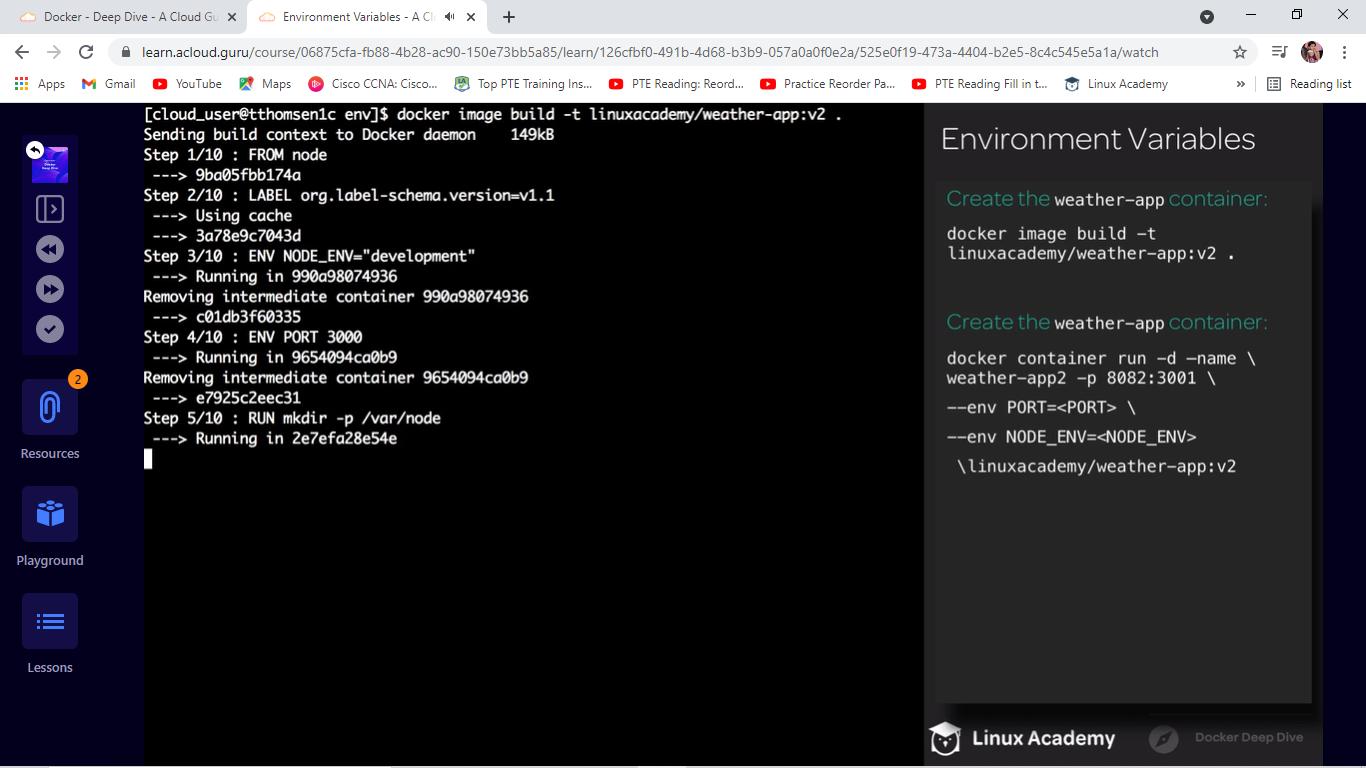 Docker - Deep Dive - A Cloud Gu
Environment Variables - A Cl
learn.acloud.guru/course/06875cfa-fb88-4b28-ac90-150e73bb5a85/learn/126cfbf0-491b-4d68-b3b9-057a0a0f0e2a/525e0f19-473a-4404-b2e5-8c4c545e5a1a/watch
Apps
Gmail
YouTube
Maps
Cisco CCNA: Cisco...
Top PTE Training Ins...
PTE Reading: Reord...
Practice Reorder Pa...
PTE Reading Fill in t...
Linux Academy
»
Reading list
[cloud_user@tthomsen1c env]$ docker image build -t linuxacademy/weather-app:v2 .
Sending build context to Docker daemon 149kB
Step 1/10 : FROM node
---> 9ba05fbb174a
Step 2/10 : LABEL org.label-schema.version=v1.1
---> Using cache
---> 3a78e9c7043d
Step 3/10 : ENV NODE_ENV="development"
---> Running in 990a98074936
Removing intermediate container 990a98074936
---> c01db3f60335
Step 4/10 : ENV PORT 3000
---> Running in 9654094ca0b9
Removing intermediate container 9654094ca0b9
---> e7925c2eec31
Step 5/10 : RUN mkdir -p /var/node
---> Running in 2e7efa28e54e
2
Resources
Playground
Lessons
Environment Variables
Create the weather-app container:
docker image build -t
linuxacademy/weather-app:v2 .
Create the weather-app container:
docker container run -d –name \
weather-app2 -p 8082:3001 \
--env PORT=<PORT> \
--env NODE_ENV=<NODE_ENV>
\linuxacademy/weather-app:v2
Linux Academy
Docker Deep Dive